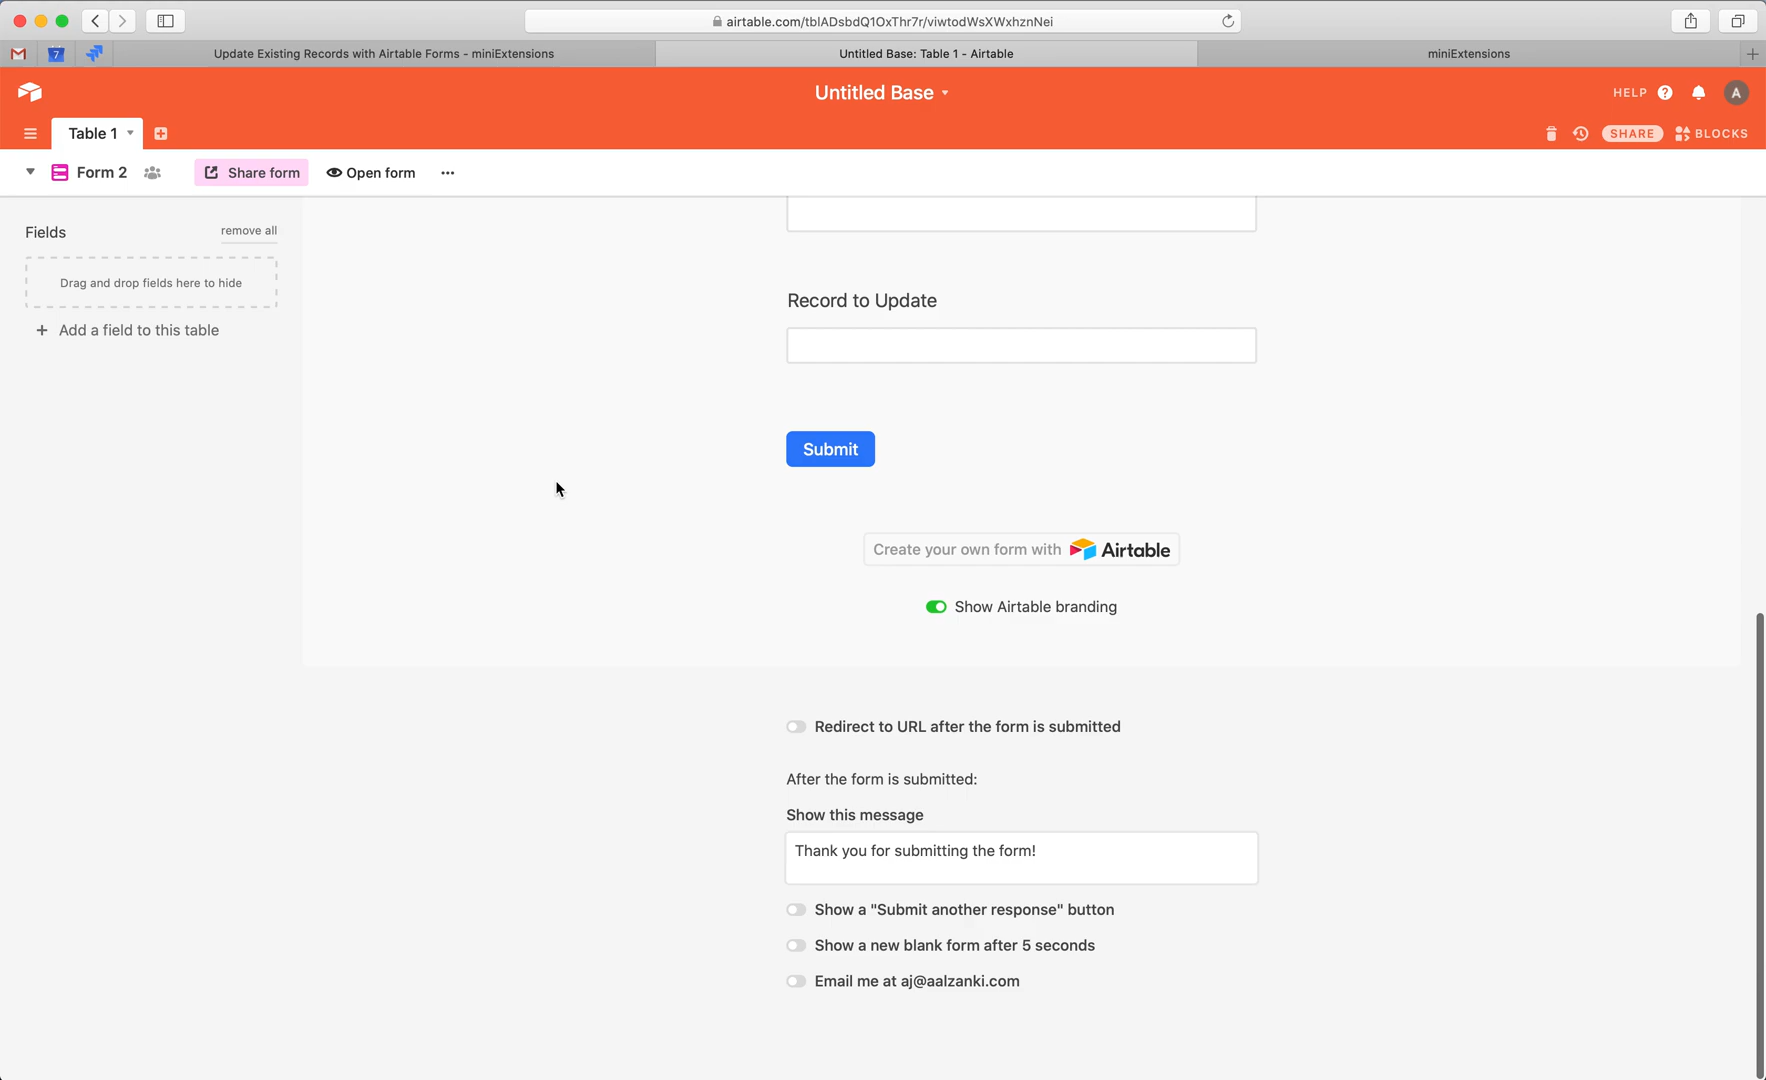 airtable.com/tblADsbdQ1OxThr7r/viwtodWsXWxhznNei
7
Update Existing Records with Airtable Forms - miniExtensions
Untitled Base: Table 1 - Airtable
miniExtensions
Untitled Base
HELP
A
Table 1
SHARE
BLOCKS
Form 2
Share form
Open form
Fields
remove all
Drag and drop fields here to hide
Add a field to this table
Record to Update
Submit
Create your own form with Airtable
Show Airtable branding
Redirect to URL after the form is submitted
After the form is submitted:
Show this message
Thank you for submitting the form!
Show a "Submit another response" button
Show a new blank form after 5 seconds
Email me at aj@aalzanki.com